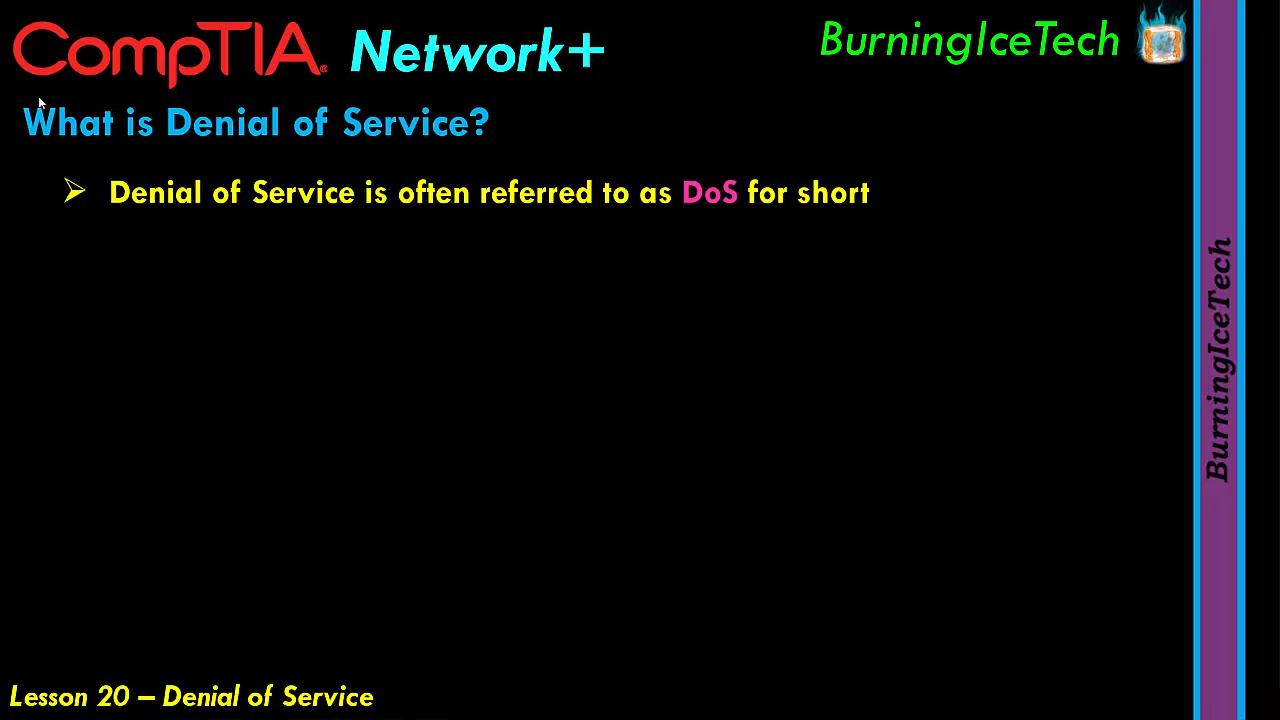 CompTIA® Network+
BurningIceTech
What is Denial of Service?
➢ Denial of Service is often referred to as DoS for short
BurningIceTech
Lesson 20 – Denial of Service